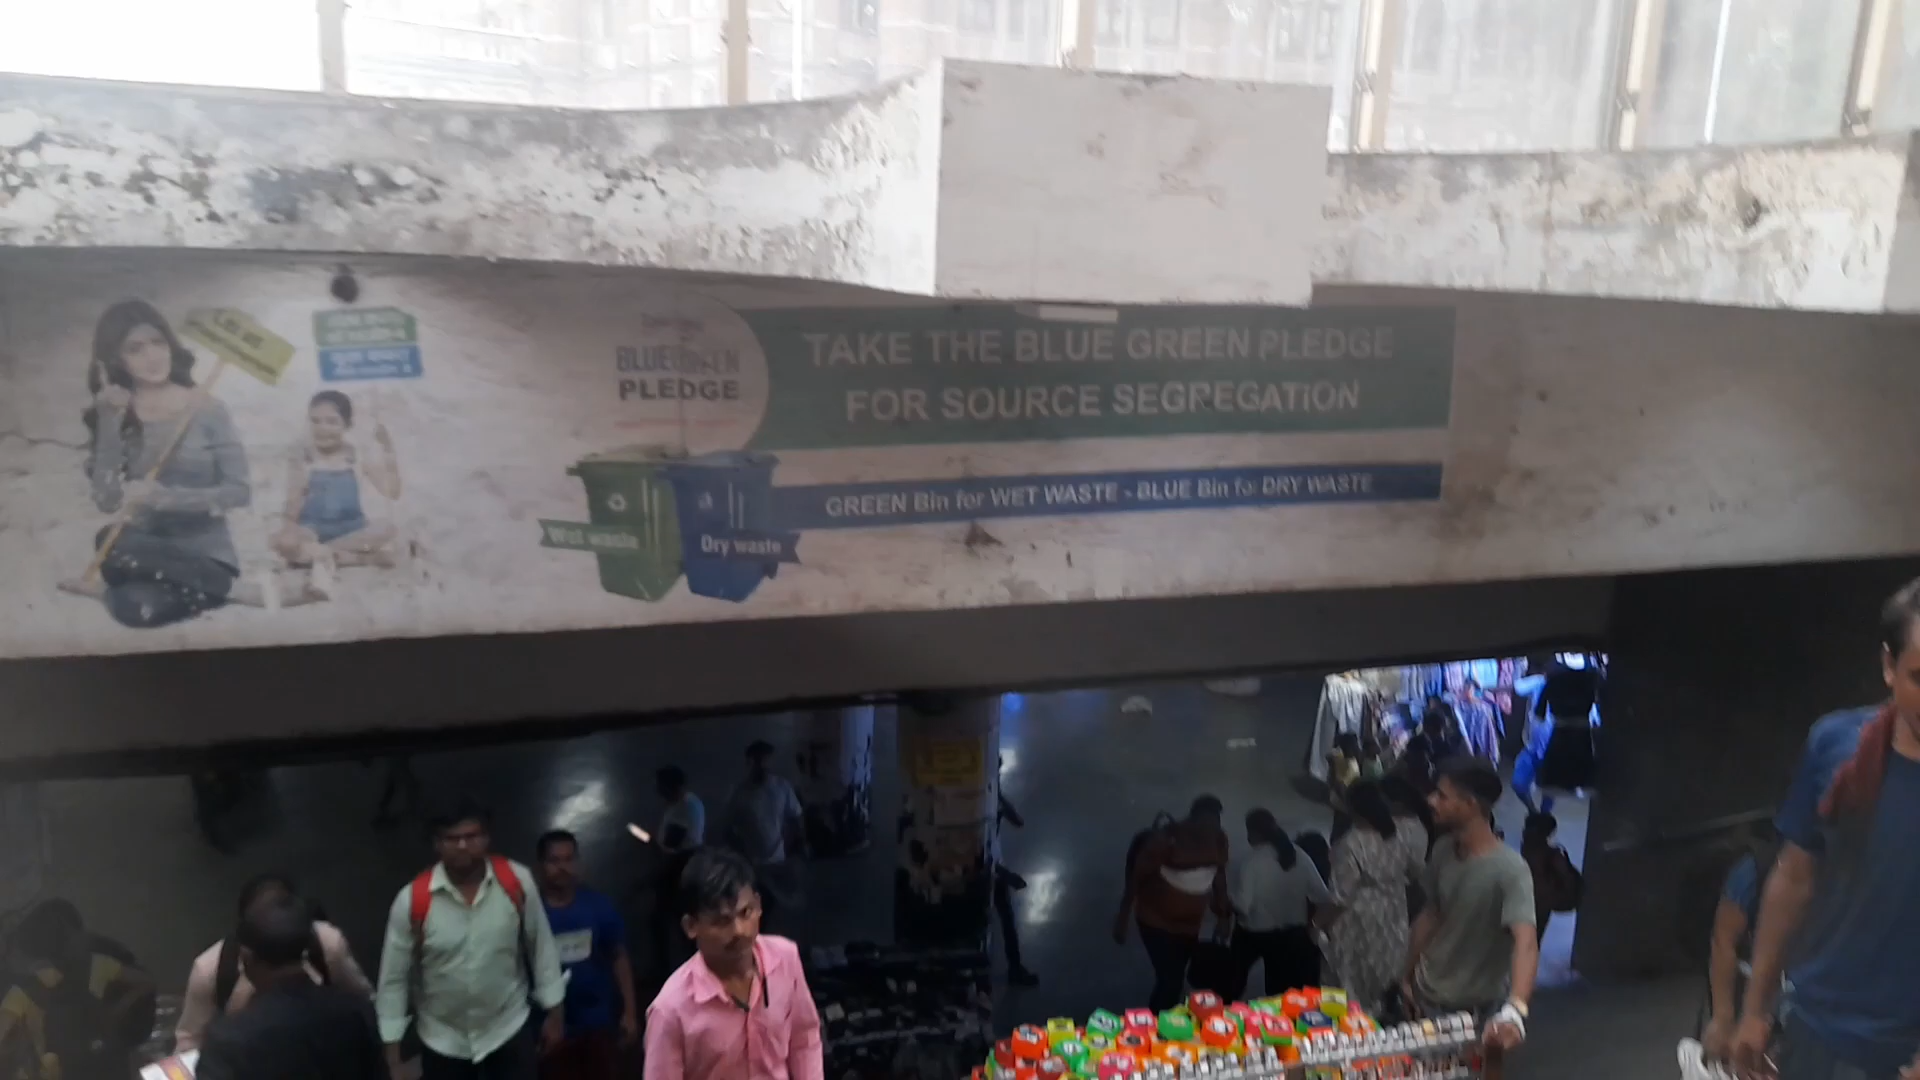 BLUE GREEN
PLEDGE
TAKE THE BLUE GREEN PLEDGE
FOR SOURCE SEGREGATION
GREEN Bin for WET WASTE - BLUE Bin for DRY WASTE
Wet waste
Dry waste